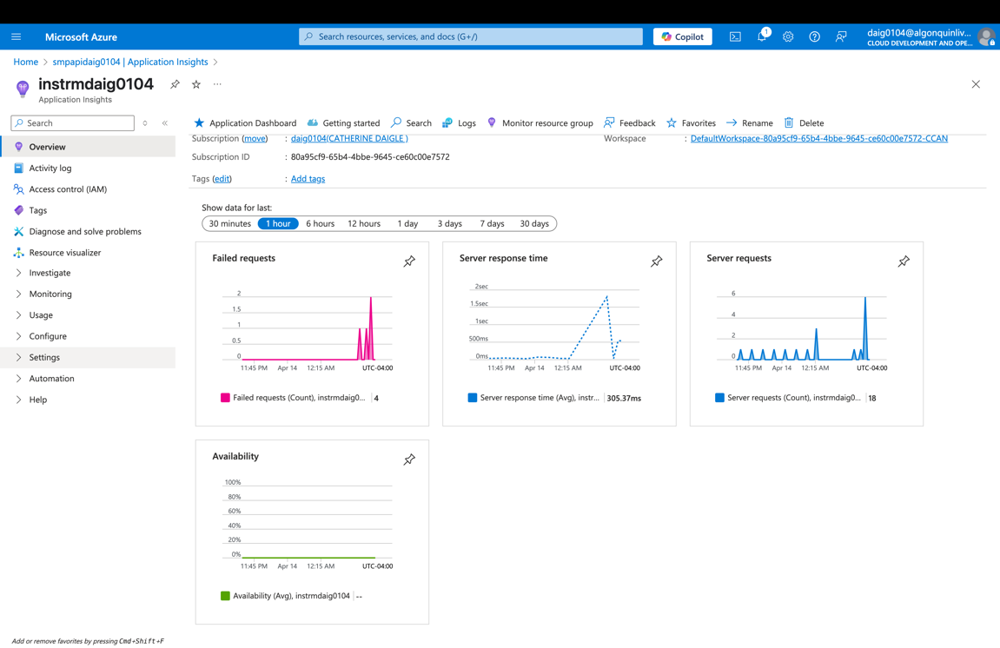 Microsoft Azure
Search resources, services, and docs (G+/)
Copilot
1
daig0104@algonquinliv...
CLOUD DEVELOPMENT AND OPE...
Home > smpapidaig0104 | Application Insights >
instrmdaig0104
Application Insights
Search
Overview
Activity log
Access control (IAM)
Tags
Diagnose and solve problems
Resource visualizer
Investigate
Monitoring
Usage
Configure
Settings
Automation
Help
Add or remove favorites by pressing Cmd+Shift+F
Application Dashboard Getting started Search Logs Monitor resource group Feedback Favorites Rename Delete
Subscription (move) : daig0104(CATHERINE DAIGLE )
Workspace : DefaultWorkspace-80a95cf9-65b4-4bbe-9645-ce60c00e7572-CCAN
Subscription ID : 80a95cf9-65b4-4bbe-9645-ce60c00e7572
Tags (edit) : Add tags
Show data for last:
30 minutes 1 hour 6 hours 12 hours 1 day 3 days 7 days 30 days
Failed requests
2
1.5
1
0.5
0
11:45 PM Apr 14 12:15 AM UTC-04:00
Failed requests (Count), instrmdaig0... 4
Server response time
2sec
1.5sec
1sec
500ms
0ms
11:45 PM Apr 14 12:15 AM UTC-04:00
Server response time (Avg), instr... 305.37ms
Server requests
6
4
2
0
11:45 PM Apr 14 12:15 AM UTC-04:00
Server requests (Count), instrmdaig0... 18
Availability
100%
80%
60%
40%
20%
0%
11:45 PM Apr 14 12:15 AM UTC-04:00
Availability (Avg), instrmdaig0104 --